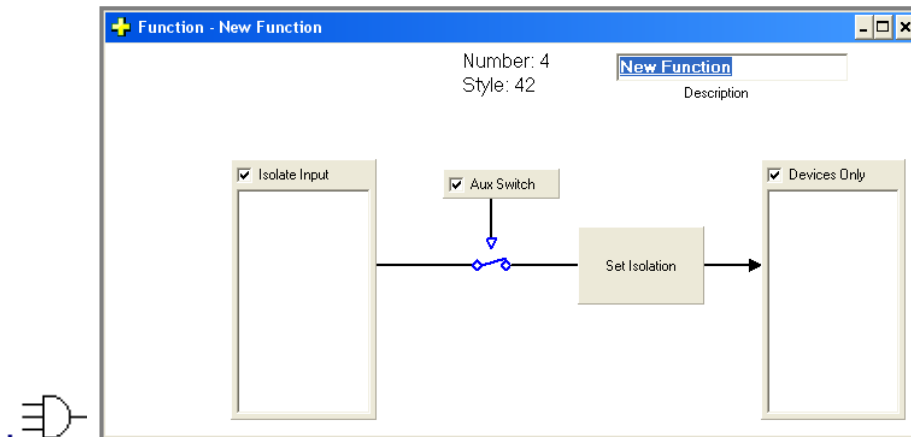 Function - New Function
Number: 4
Style: 42
New Function
Description
Isolate Input
Aux Switch
Devices Only
Set Isolation